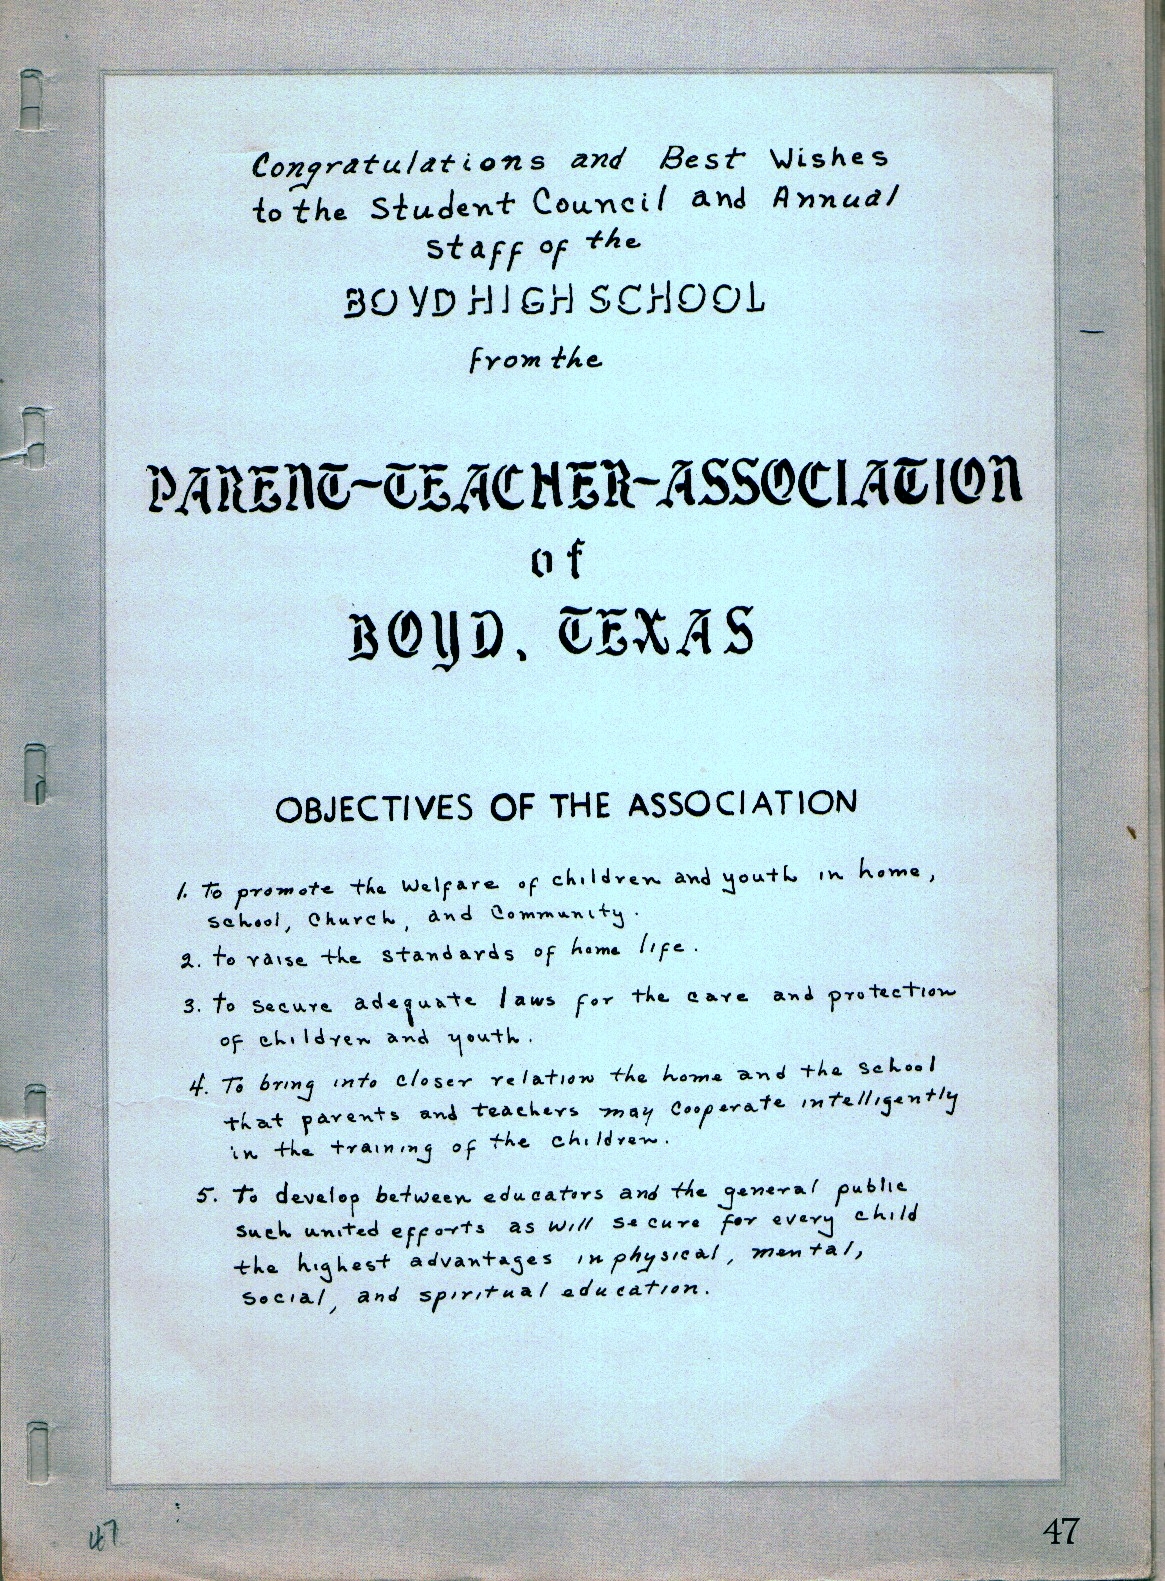 Congratulations and Best Wishes
to the Student Council and Annual
Staff of the
BOYD HIGH SCHOOL
from the
PARENT-TEACHER-ASSOCIATION
of
BOYD, TEXAS
OBJECTIVES OF THE ASSOCIATION
1. To promote the Welfare of children and youth in home,
school, Church, and Community.
2. To raise the standards of home life.
3. To secure adequate laws for the care and protection
of children and youth.
4. To bring into closer relation the home and the school
that parents and teachers may Cooperate intelligently
in the training of the children.
5. To develop between educators and the general public
such united efforts as will secure for every child
the highest advantages in physical, mental,
social, and spiritual education.
47
47